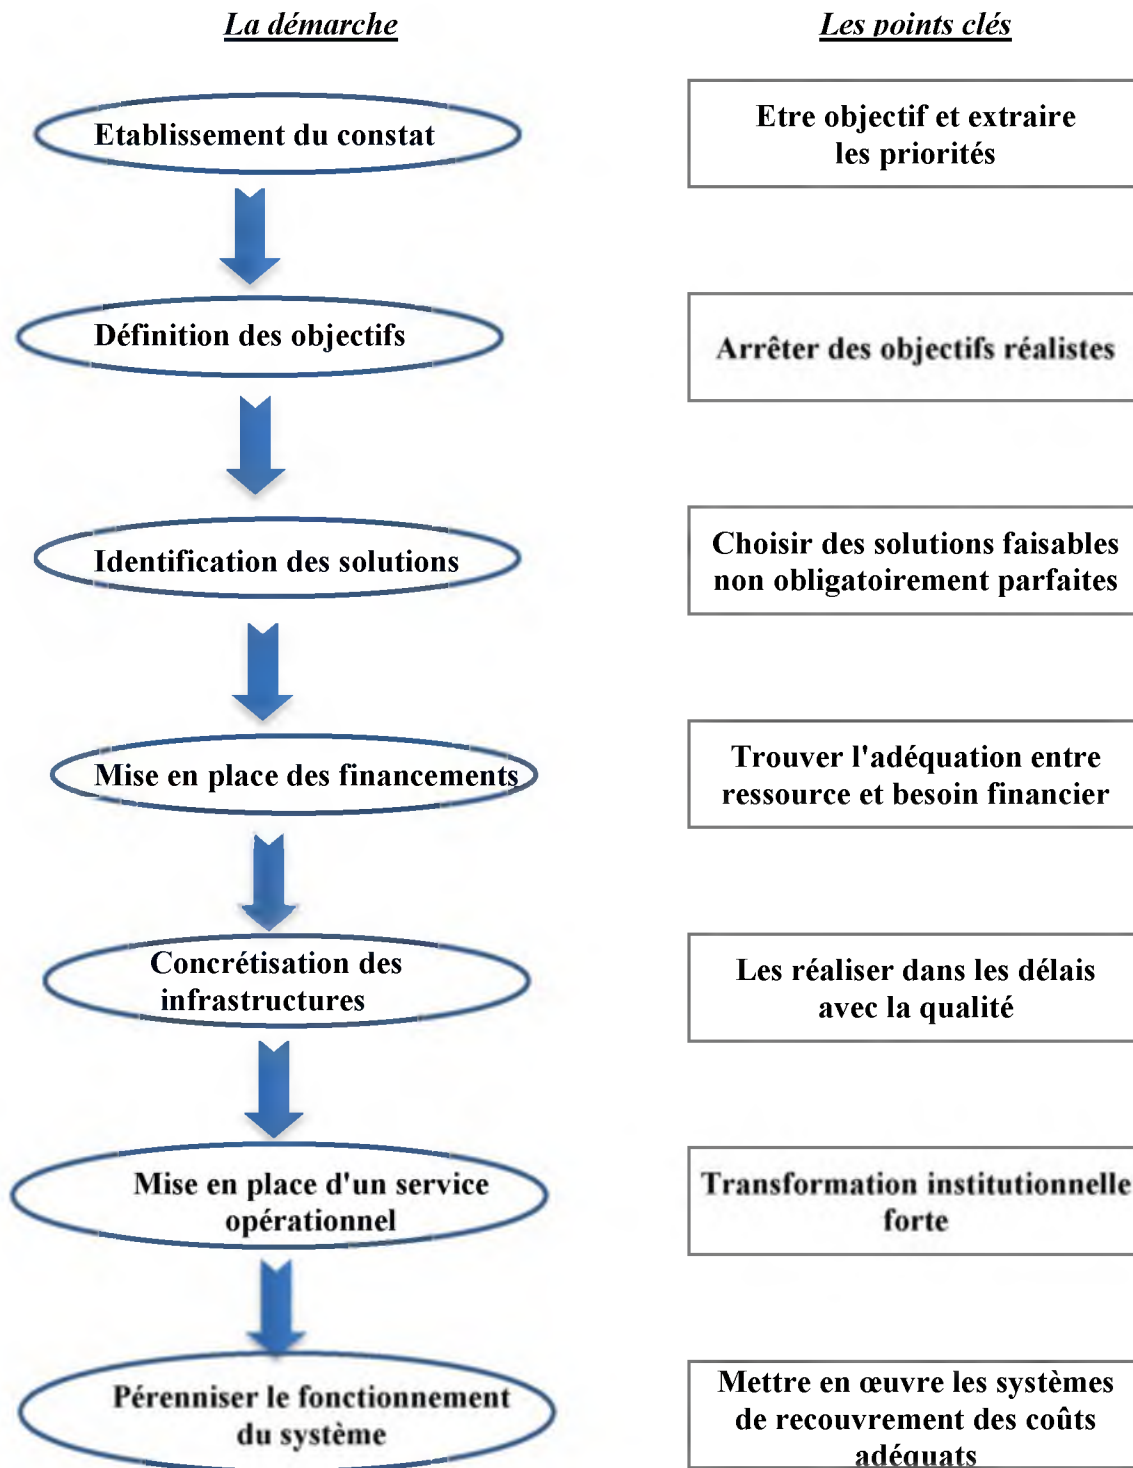 La démarche
Les points clés
Etablissement du constat
Etre objectif et extraire
les priorités
Définition des objectifs
Arrêter des objectifs réalistes
Identification des solutions
Choisir des solutions faisables
non obligatoirement parfaites
Mise en place des financements
Trouver l'adéquation entre
ressource et besoin financier
Concrétisation des
infrastructures
Les réaliser dans les délais
avec la qualité
Mise en place d'un service
opérationnel
Transformation institutionnelle
forte
Pérenniser le fonctionnement
du système
Mettre en œuvre les systèmes
de recouvrement des coûts
adéquats